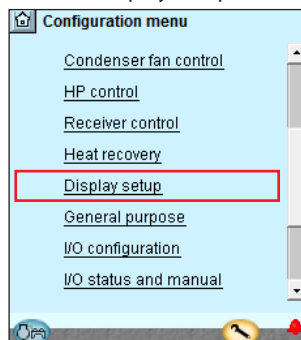 Configuration menu
Condenser fan control
HP control
Receiver control
Heat recovery
Display setup
General purpose
I/O configuration
I/O status and manual